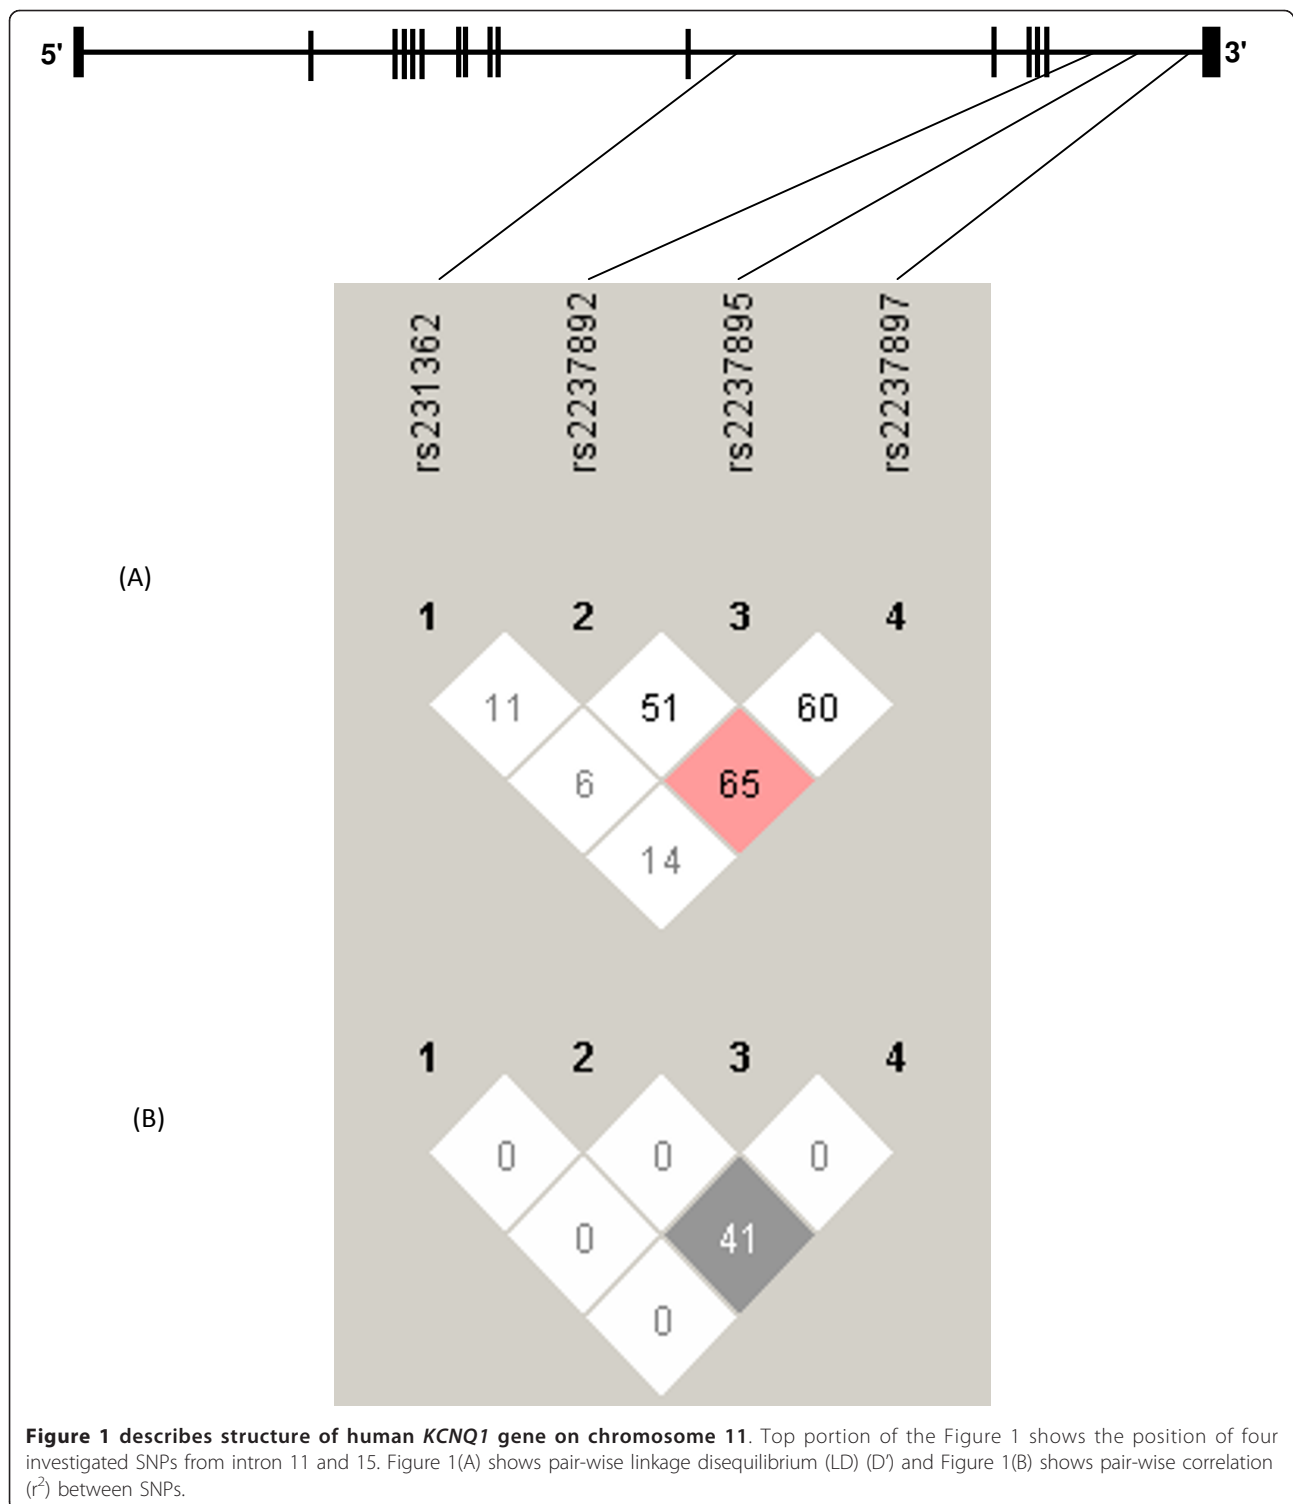 5' 3'
rs231362 rs2237892 rs2237895 rs2237897
(A)
1 2 3 4
11 51 60
6 65
14
1 2 3 4
(B)
0 0 0
0 41
0
Figure 1 describes structure of human KCNQ1 gene on chromosome 11. Top portion of the Figure 1 shows the position of four
investigated SNPs from intron 11 and 15. Figure 1(A) shows pair-wise linkage disequilibrium (LD) (D') and Figure 1(B) shows pair-wise correlation
(r²) between SNPs.